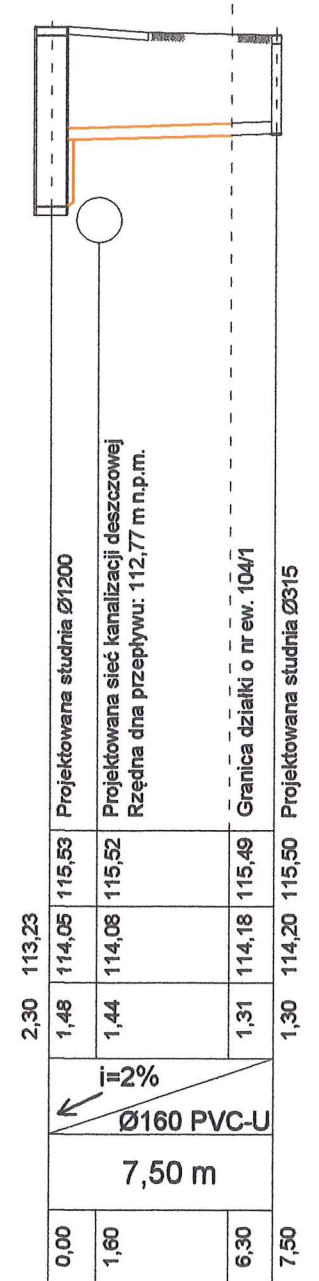 2,30 113,23
1,48 114,05 115,53 Projektowana studnia Ø1200
1,44 114,08 115,52 Projektowana sieć kanalizacji deszczowej
Rzędna dna przepływu: 112,77 m n.p.m.
1,31 114,18 115,49 Granica działki o nr ew. 104/1
1,30 114,20 115,50 Projektowana studnia Ø315
i=2%
Ø160 PVC-U
7,50 m
0,00
1,60
6,30
7,50